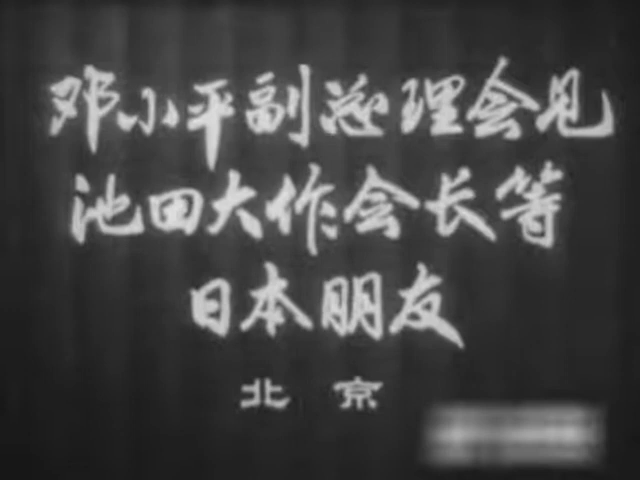 邓小平副总理会见
池田大作会长等
日本朋友
北京